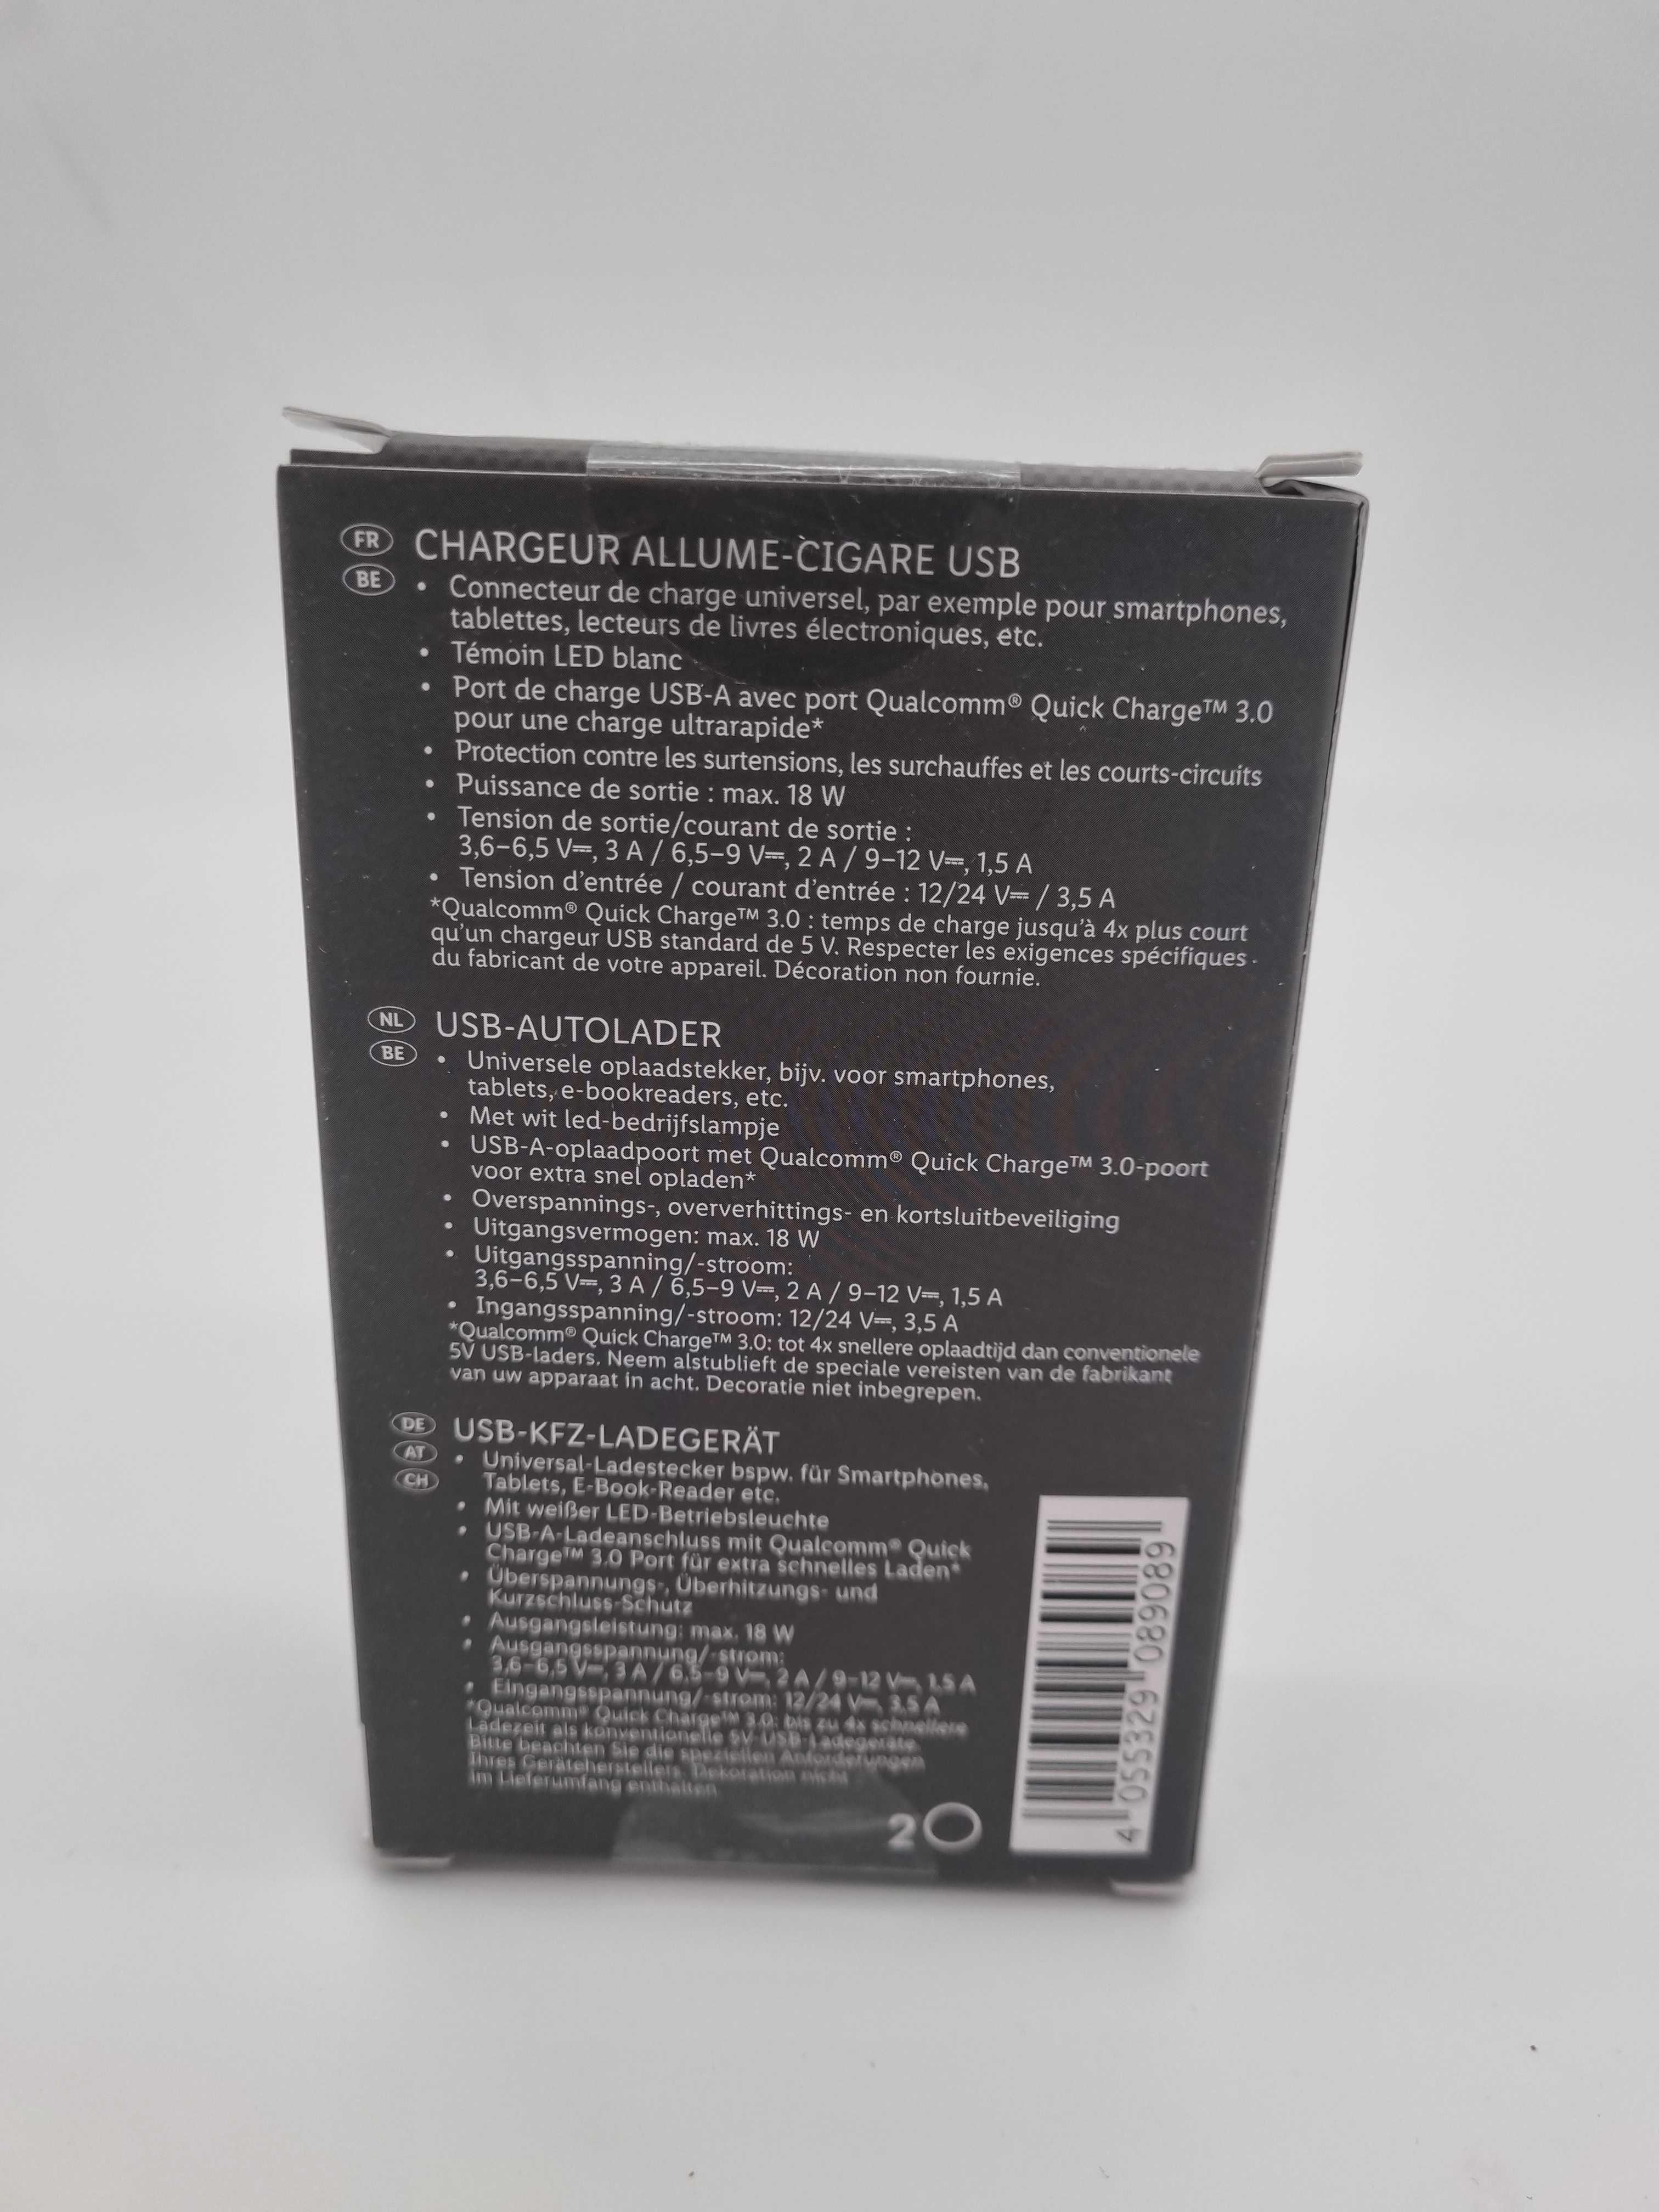 FR
BE
CHARGEUR ALLUME-CIGARE USB
• Connecteur de charge universel, par exemple pour smartphones,
tablettes, lecteurs de livres électroniques, etc.
• Témoin LED blanc
• Port de charge USB-A avec port Qualcomm® Quick Charge™ 3.0
pour une charge ultrarapide*
• Protection contre les surtensions, les surchauffes et les courts-circuits
• Puissance de sortie : max. 18 W
• Tension de sortie/courant de sortie :
3,6–6,5 V⎓, 3 A / 6,5–9 V⎓, 2 A / 9–12 V⎓, 1,5 A
• Tension d'entrée / courant d'entrée : 12/24 V⎓ / 3,5 A
*Qualcomm® Quick Charge™ 3.0 : temps de charge jusqu'à 4x plus court
qu'un chargeur USB standard de 5 V. Respecter les exigences spécifiques
du fabricant de votre appareil. Décoration non fournie.
NL
BE
USB-AUTOLADER
• Universele oplaadstekker, bijv. voor smartphones,
tablets, e-bookreaders, etc.
• Met wit led-bedrijfslampje
• USB-A-oplaadpoort met Qualcomm® Quick Charge™ 3.0-poort
voor extra snel opladen*
• Overspannings-, oververhittings- en kortsluitbeveiliging
• Uitgangsvermogen: max. 18 W
• Uitgangsspanning/-stroom:
3,6–6,5 V⎓, 3 A / 6,5–9 V⎓, 2 A / 9–12 V⎓, 1,5 A
• Ingangsspanning/-stroom: 12/24 V⎓, 3,5 A
*Qualcomm® Quick Charge™ 3.0: tot 4x snellere oplaadtijd dan conventionele
5V USB-laders. Neem alstublieft de speciale vereisten van de fabrikant
van uw apparaat in acht. Decoratie niet inbegrepen.
DE
AT
CH
USB-KFZ-LADEGERÄT
• Universal-Ladestecker bspw. für Smartphones,
Tablets, E-Book-Reader etc.
• Mit weißer LED-Betriebsleuchte
• USB-A-Ladeanschluss mit Qualcomm® Quick
Charge™ 3.0 Port für extra schnelles Laden*
• Überspannungs-, Überhitzungs- und
Kurzschluss-Schutz
• Ausgangsleistung: max. 18 W
• Ausgangsspannung/-strom:
3,6–6,5 V⎓, 3 A / 6,5–9 V⎓, 2 A / 9–12 V⎓, 1,5 A
• Eingangsspannung/-strom: 12/24 V⎓, 3,5 A
*Qualcomm® Quick Charge™ 3.0: bis zu 4x schnellere
Ladezeit als konventionelle 5V-USB-Ladegeräte.
Bitte beachten Sie die speziellen Anforderungen
Ihres Geräteherstellers. Dekoration nicht
im Lieferumfang enthalten.
2
4 055329 089089